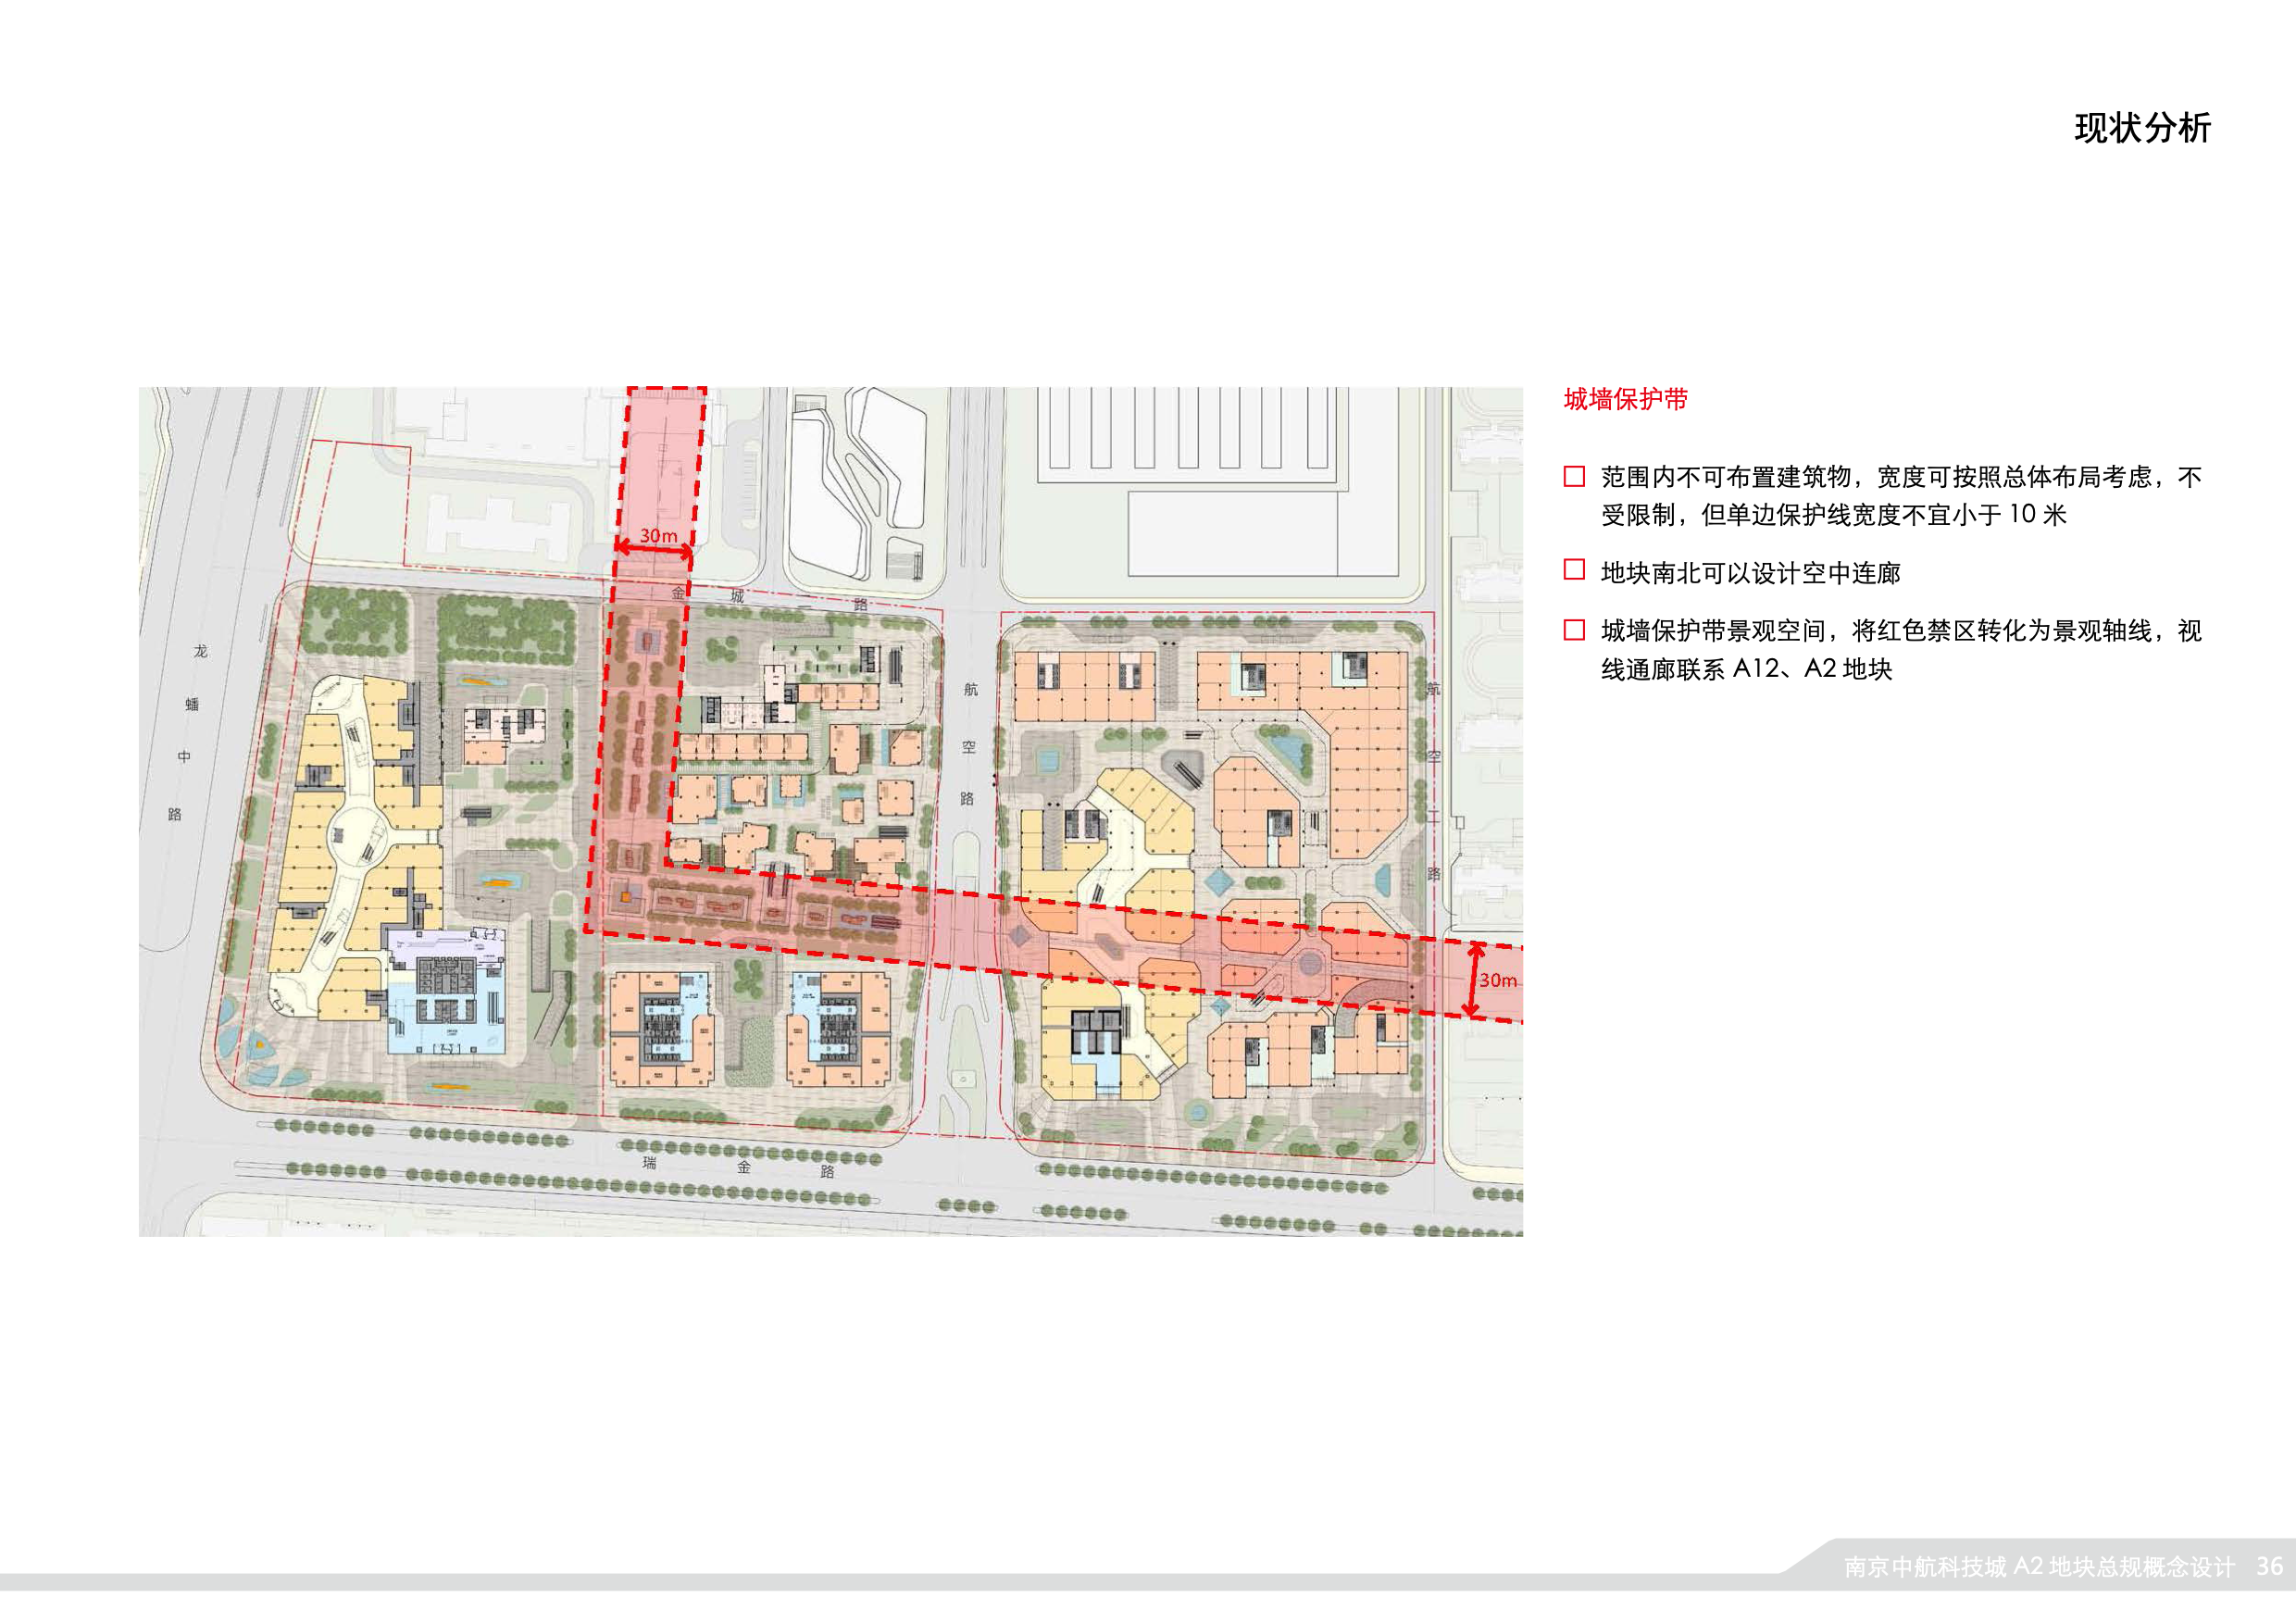 现状分析
城墙保护带
范围内不可布置建筑物，宽度可按照总体布局考虑，不
受限制，但单边保护线宽度不宜小于 10 米
地块南北可以设计空中连廊
城墙保护带景观空间，将红色禁区转化为景观轴线，视
线通廊联系 A12、A2 地块
30m
金 城 二 路
龙
蟠
中
路
航
空
路
航
空
工
路
30m
瑞 金 路
南京中航科技城 A2 地块总规概念设计 36